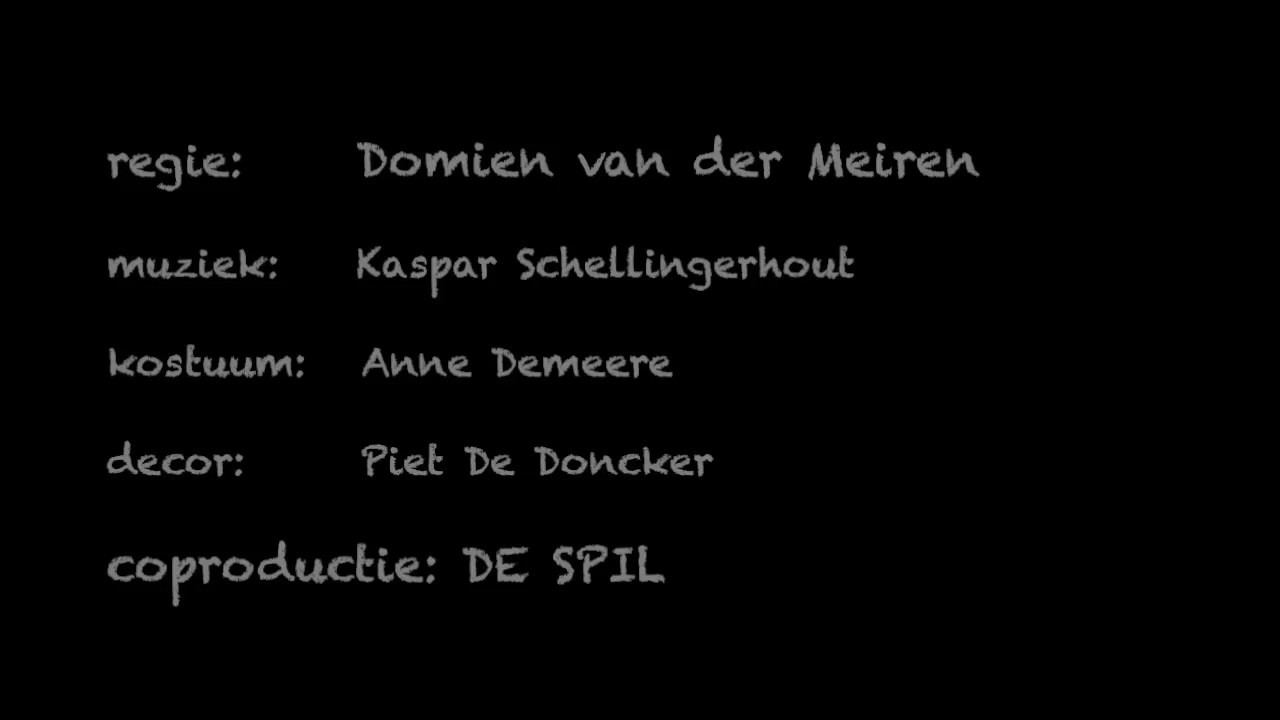 regie: Domien van der Meiren
muziek: Kaspar Schellingerhout
kostuum: Anne Demeere
decor: Piet De Doncker
coproductie: DE SPIL